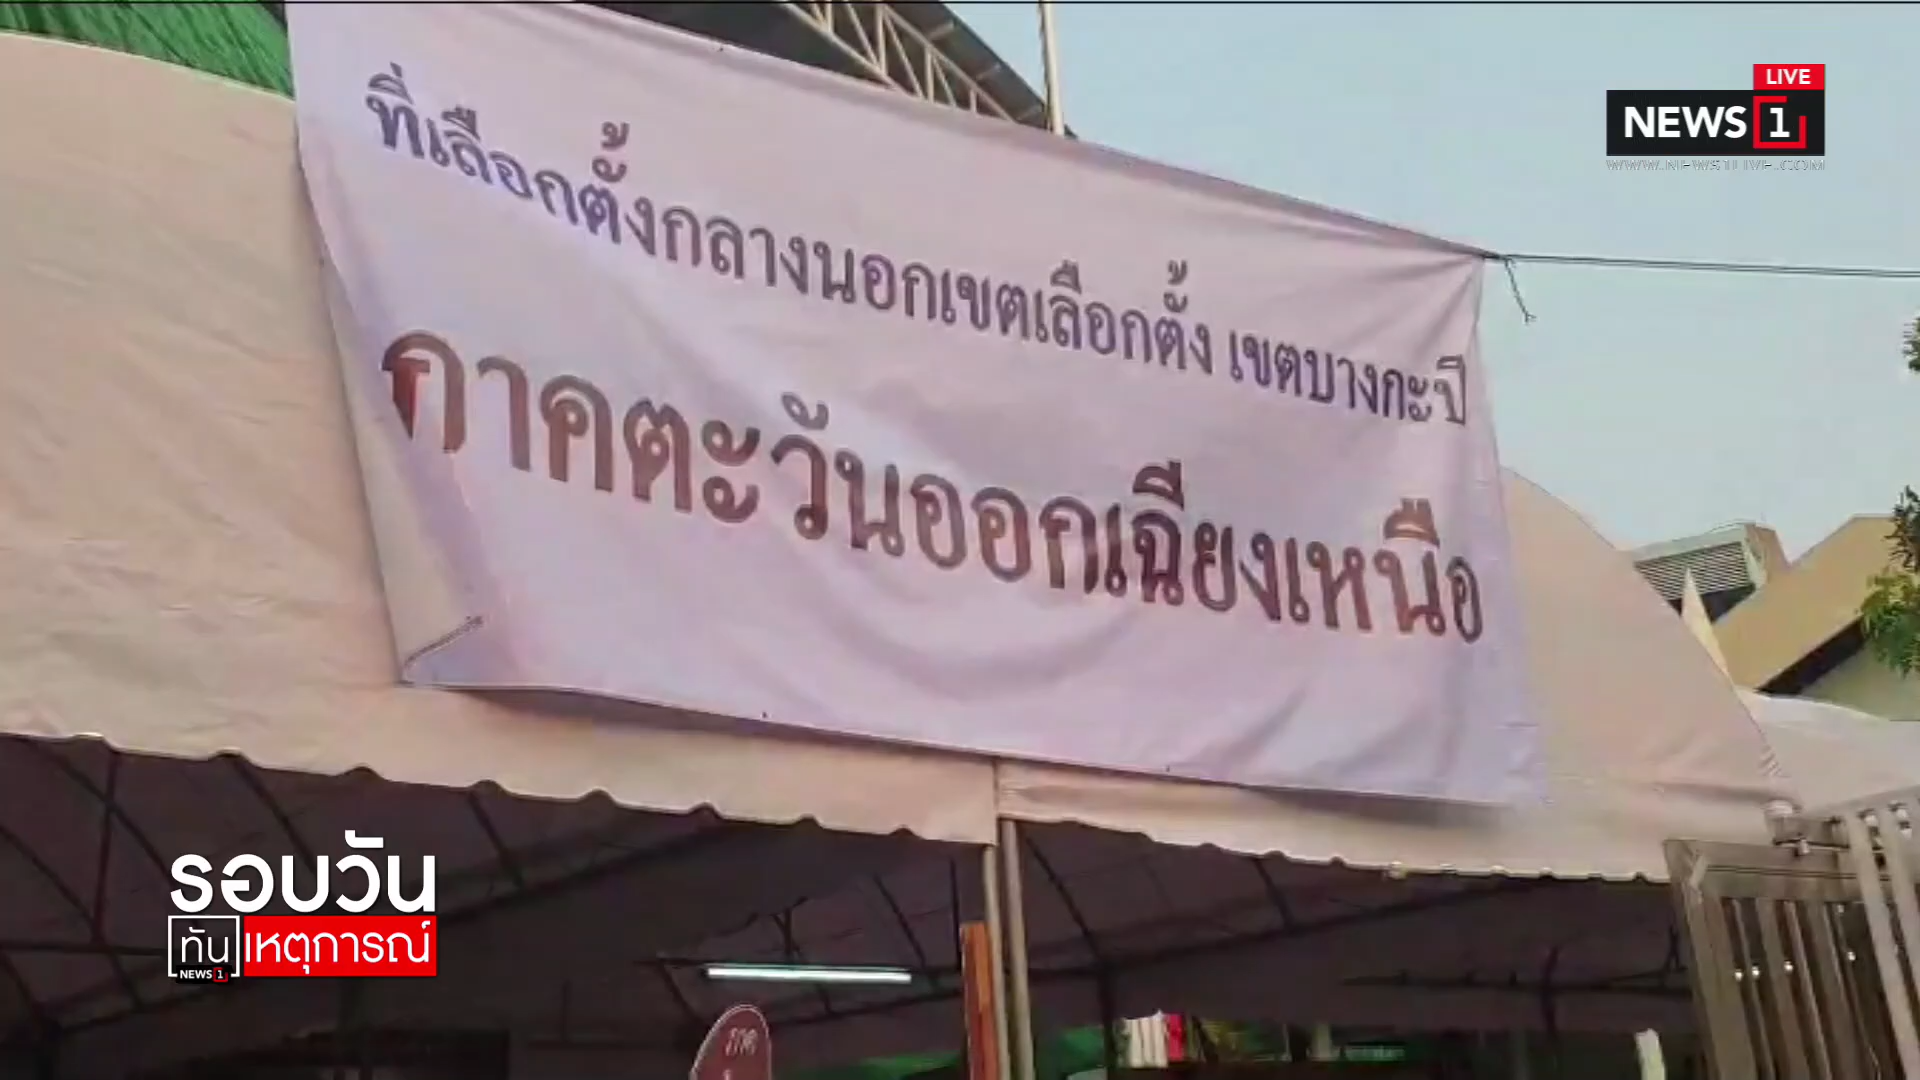 LIVE
NEWS 1
WWW.NEWS1LIVE.COM
ที่เลือกตั้งกลางนอกเขตเลือกตั้ง เขตบางกะปิ
ภาคตะวันออกเฉียงเหนือ
รอบวัน
ทัน เหตุการณ์
NEWS 1